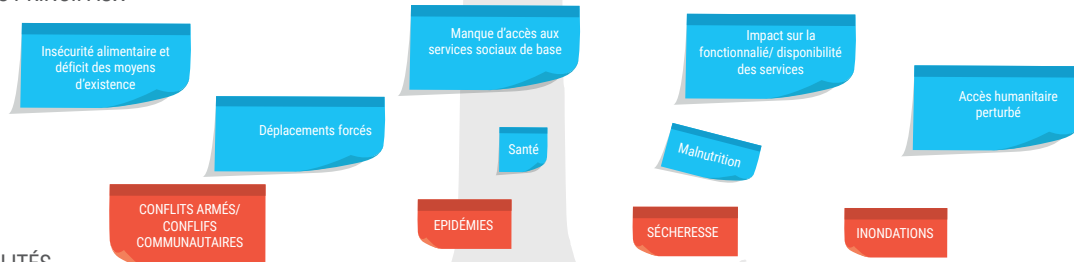 Insécurité alimentaire et
déficit des moyens
d'existence
Manque d'accès aux
services sociaux de base
Impact sur la
fonctionnalié/ disponibilité
des services
Accès humanitaire
perturbé
Déplacements forcés
Santé
Malnutrition
CONFLITS ARMÉS/
CONFLIFS
COMMUNAUTAIRES
EPIDÉMIES
SÉCHERESSE
INONDATIONS